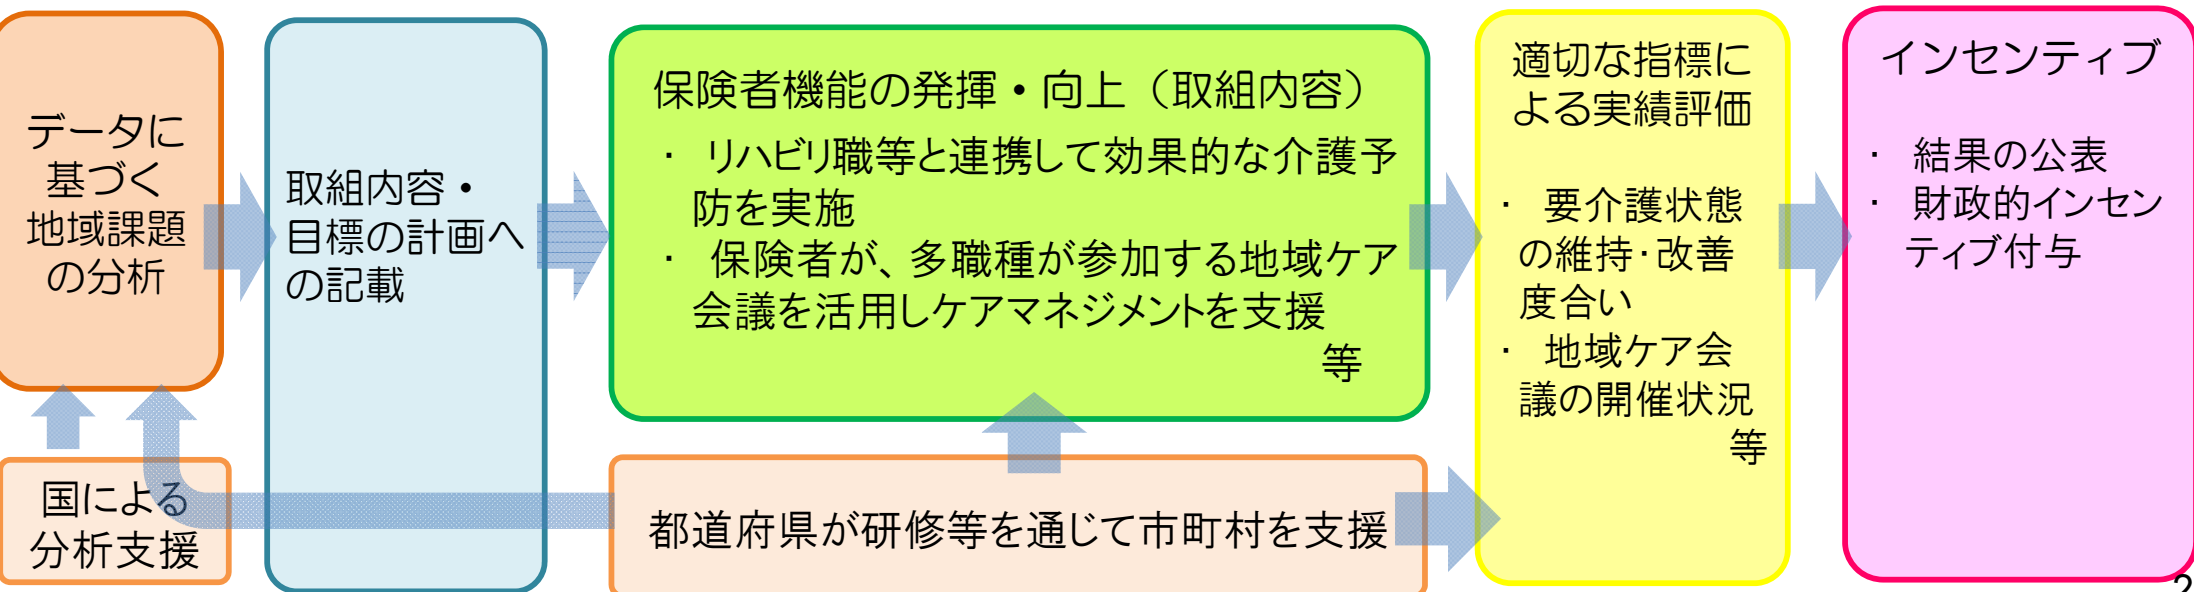 データに
基づく
地域課題
の分析
取組内容・
目標の計画へ
の記載
保険者機能の発揮・向上（取組内容）
・ リハビリ職等と連携して効果的な介護予
防を実施
・ 保険者が、多職種が参加する地域ケア
会議を活用しケアマネジメントを支援
等
適切な指標に
よる実績評価
・ 要介護状態
の維持・改善
度合い
・ 地域ケア会
議の開催状況
等
インセンティブ
・ 結果の公表
・ 財政的インセン
ティブ付与
国による
分析支援
都道府県が研修等を通じて市町村を支援
2